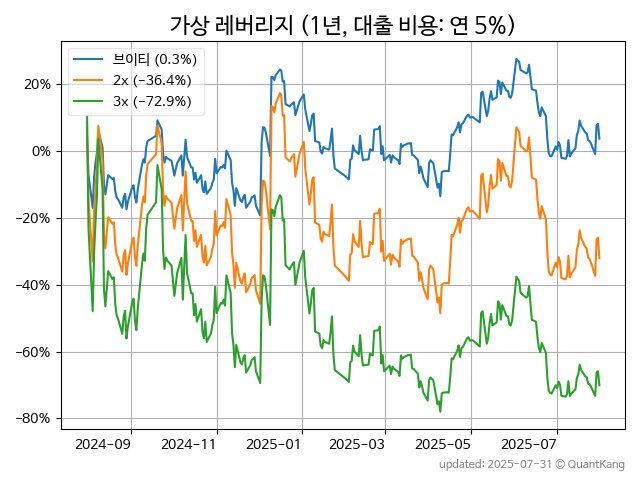 가상 레버리지 (1년, 대출 비용: 연 5%)
브이티 (0.3%)
2x (−36.4%)
3x (−72.9%)
20%
0%
−20%
−40%
−60%
−80%
2024-09 2024-11 2025-01 2025-03 2025-05 2025-07
updated: 2025-07-31 © QuantKang